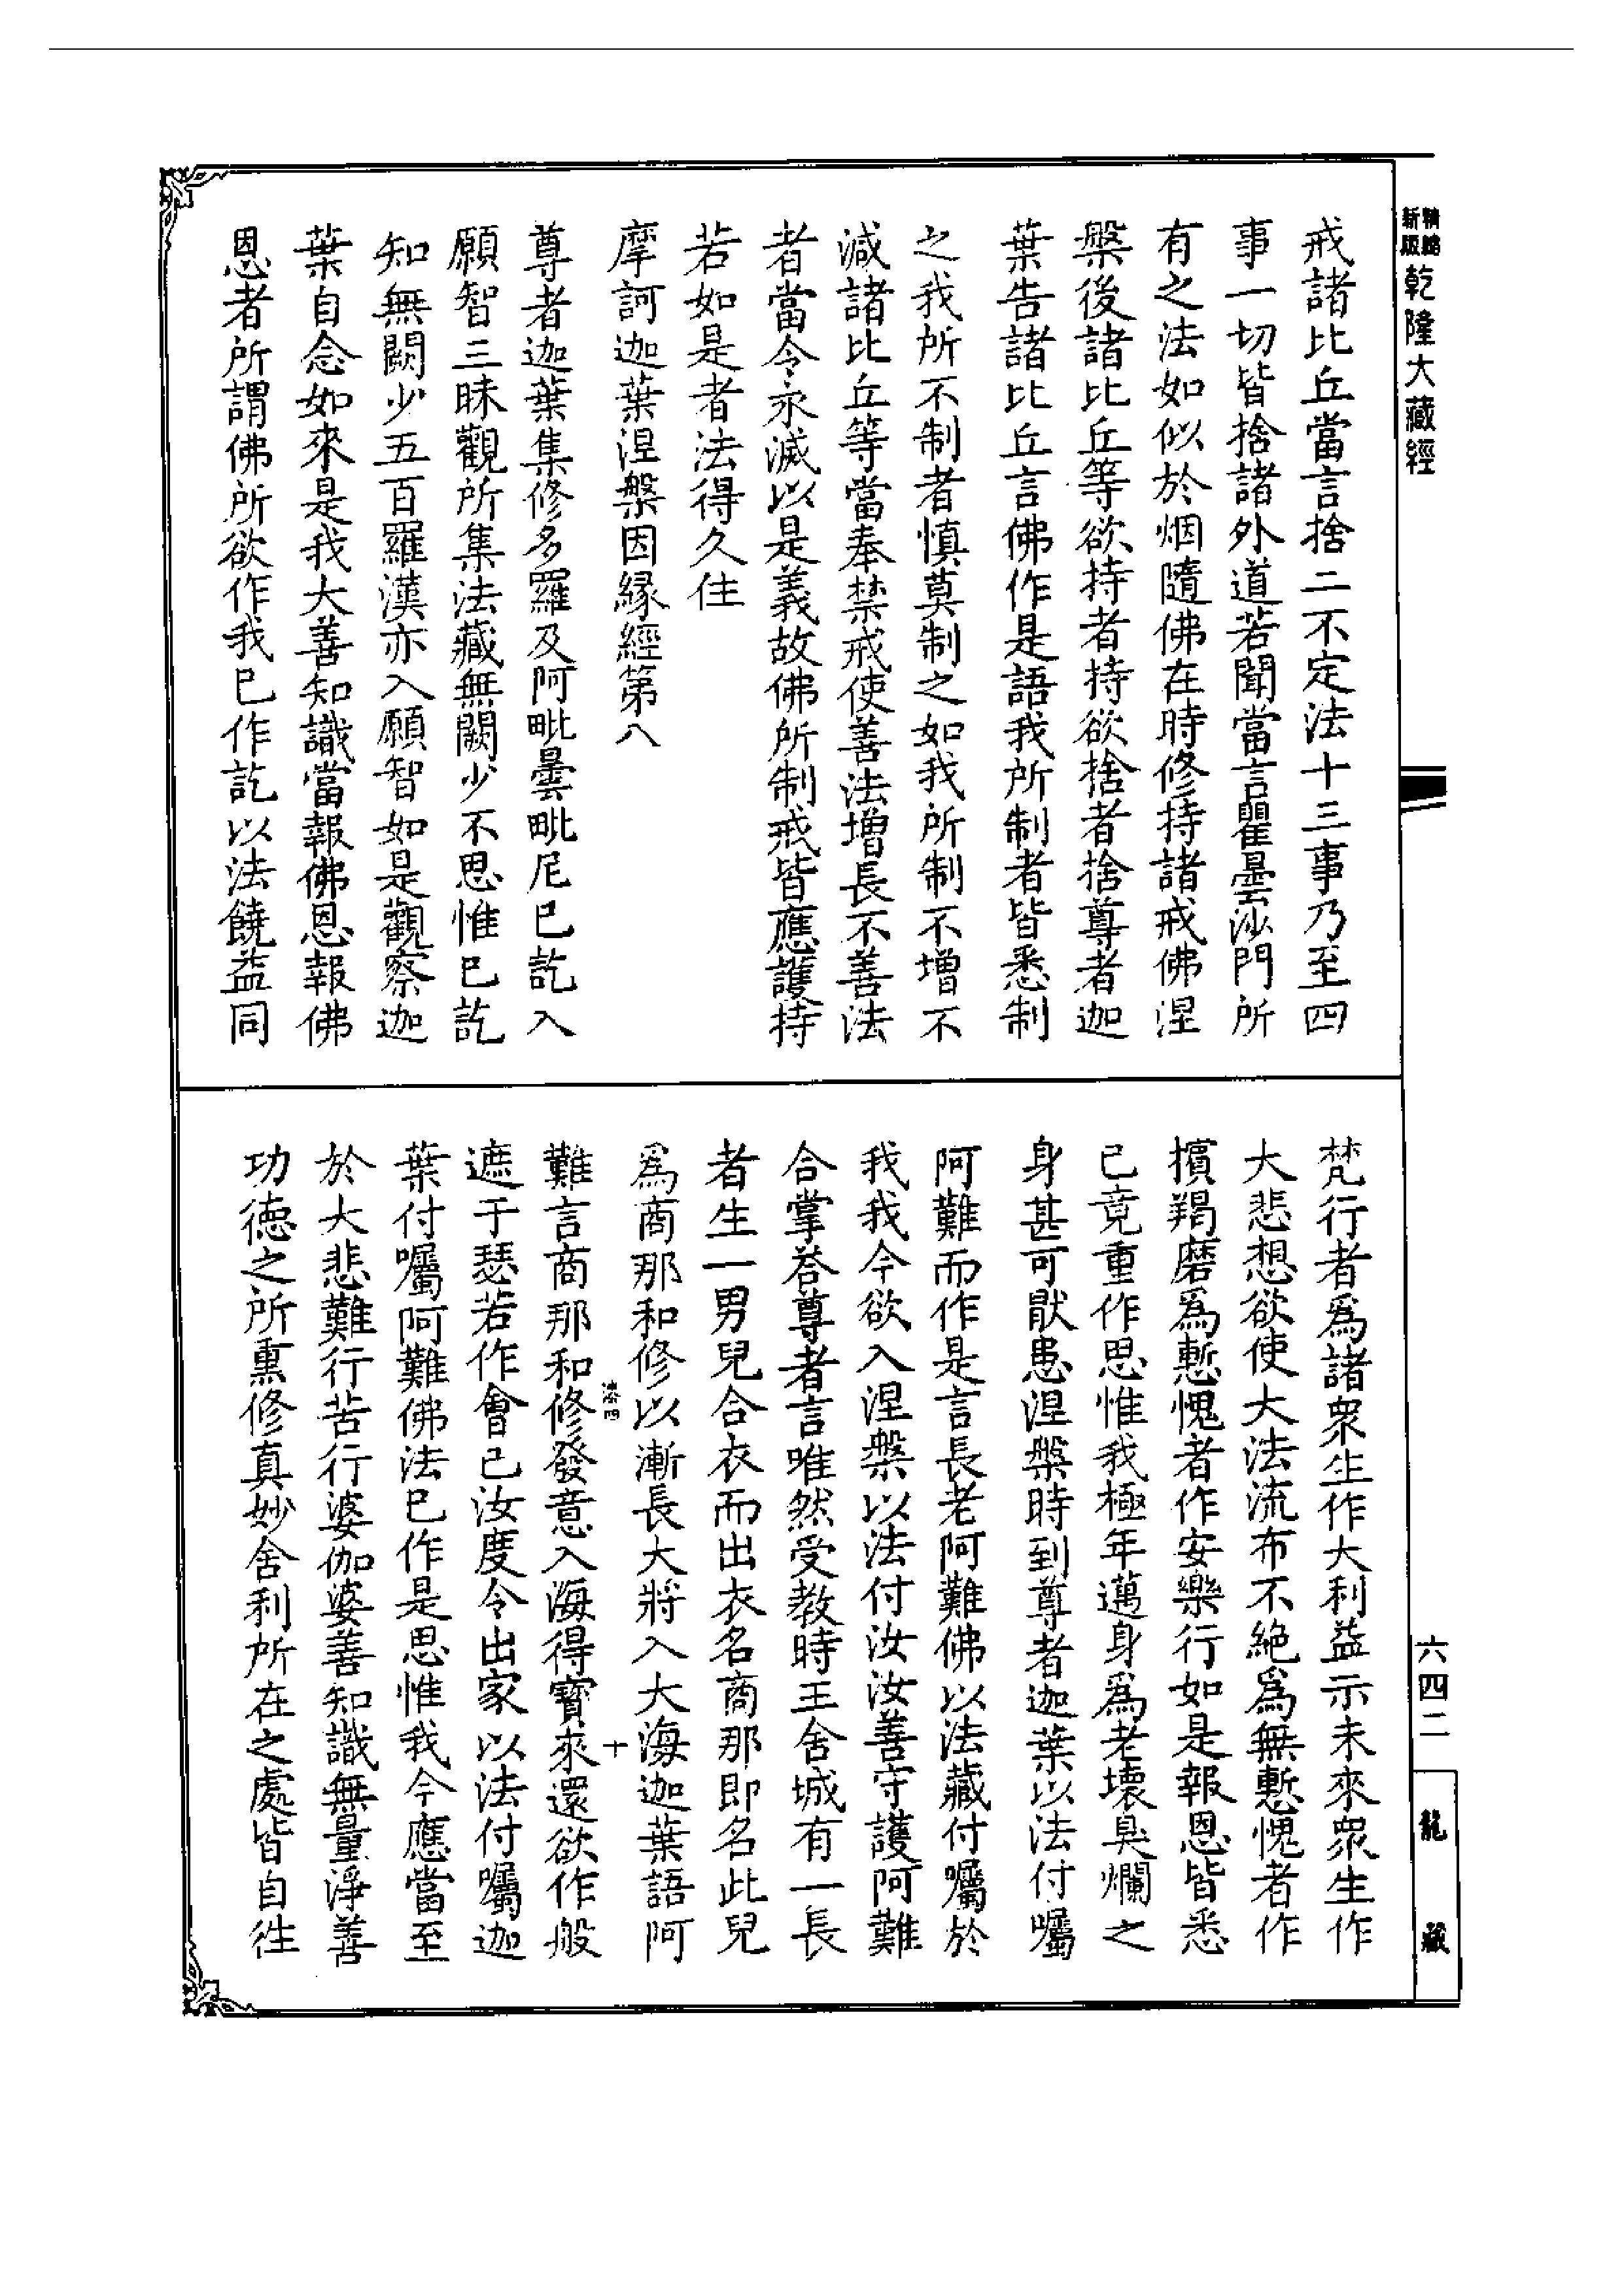 精縮
新版
乾隆大藏經
戒諸比丘當言捨二不定法十三事乃至四
事一切皆捨諸外道若聞當言瞿曇沙門所
有之法如似於烟隨佛在時修持諸戒佛涅
槃後諸比丘等欲持者持欲捨者捨尊者迦
葉告諸比丘言佛作是語我所制者皆悉制
之我所不制者慎莫制之如我所制不增不
減諸比丘等當奉禁戒使善法增長不善法
者當令永滅以是義故佛所制戒皆應護持
若如是者法得久住
摩訶迦葉涅槃因緣經第八
尊者迦葉集修多羅及阿毗曇毗尼已訖入
願智三昧觀所集法藏無闕少不思惟已訖
知無闕少五百羅漢亦入願智如是觀察迦
葉自念如來是我大善知識當報佛恩報佛
恩者所謂佛所欲作我已作訖以法饒益同
梵行者爲諸衆生作大利益示未來衆生作
大悲想欲使大法流布不絶爲無慙愧者作
擯羯磨爲慙愧者作安樂行如是報恩皆悉
已竟重作思惟我極年邁身爲老壞臭爛之
身甚可猒患涅槃時到尊者迦葉以法付囑
阿難而作是言長老阿難佛以法藏付囑於
我我今欲入涅槃以法付汝汝善守護阿難
合掌荅尊者言唯然受教時王舍城有一長
者生一男兒合衣而出衣名商那即名此兒
爲商那和修以漸長大將入大海迦葉語阿
難言商那和修發意入海得寶來還欲作般
遮于瑟若作會已汝度令出家以法付囑迦
葉付囑阿難佛法已作是思惟我今應當至
於大悲難行苦行婆伽婆善知識無量淨善
功德之所熏修真妙舍利所在之處皆自往
十
六四二
龍藏